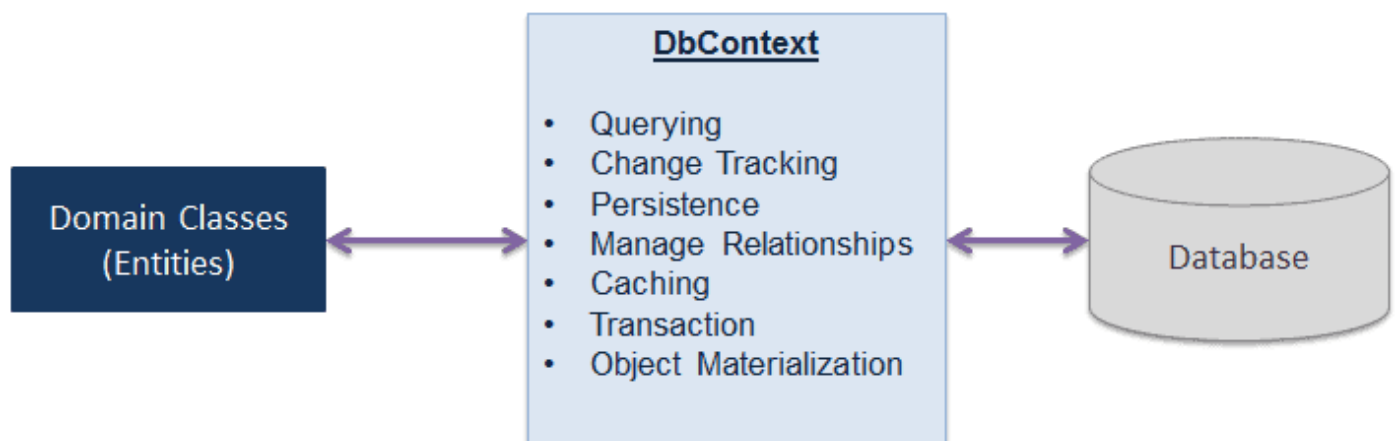 Domain Classes
(Entities)
DbContext
• Querying
• Change Tracking
• Persistence
• Manage Relationships
• Caching
• Transaction
• Object Materialization
Database